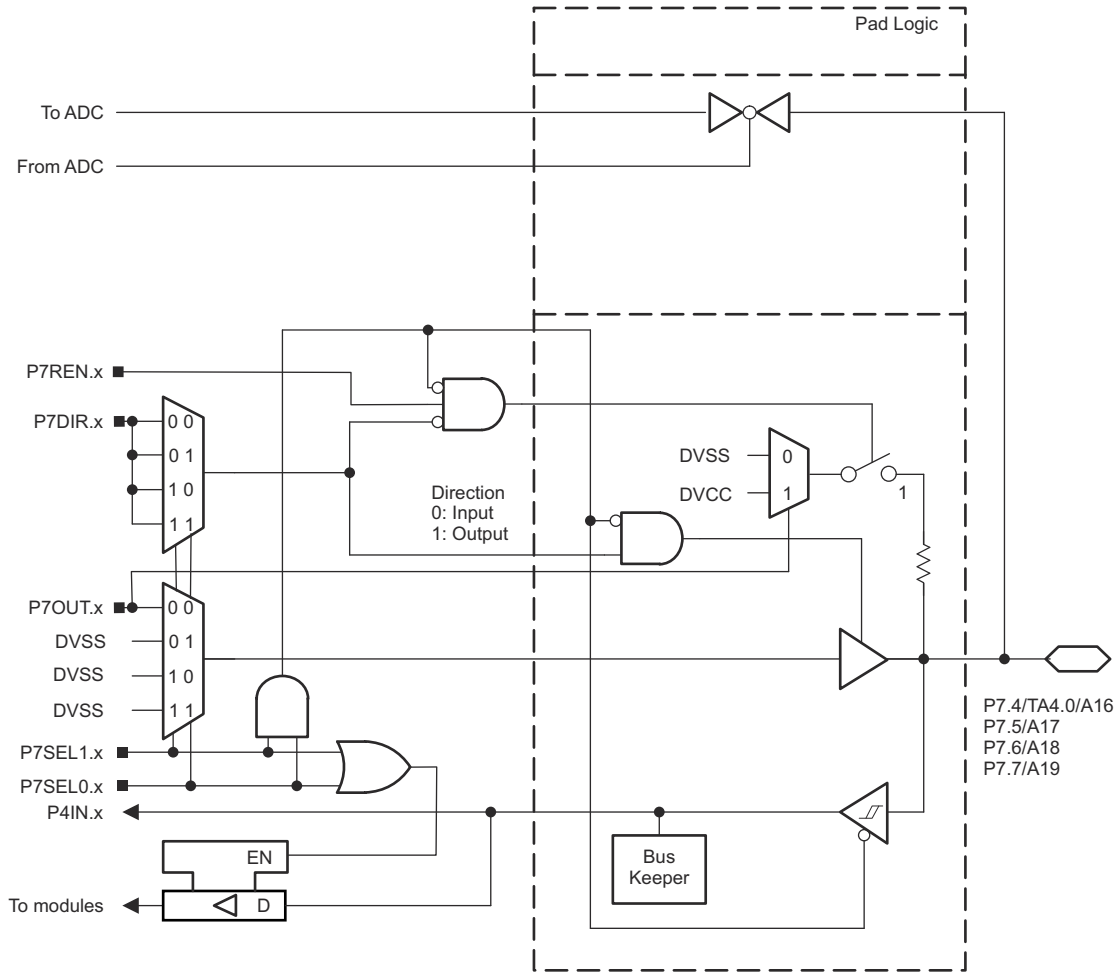 Pad Logic
To ADC
From ADC
P7REN.x
P7DIR.x
0 0
0 1
1 0
1 1
Direction
0: Input
1: Output
DVSS
0
DVCC
1
1
P7OUT.x
0 0
DVSS
0 1
DVSS
1 0
DVSS
1 1
P7.4/TA4.0/A16
P7.5/A17
P7.6/A18
P7.7/A19
P7SEL1.x
P7SEL0.x
P4IN.x
Bus
Keeper
EN
To modules
D